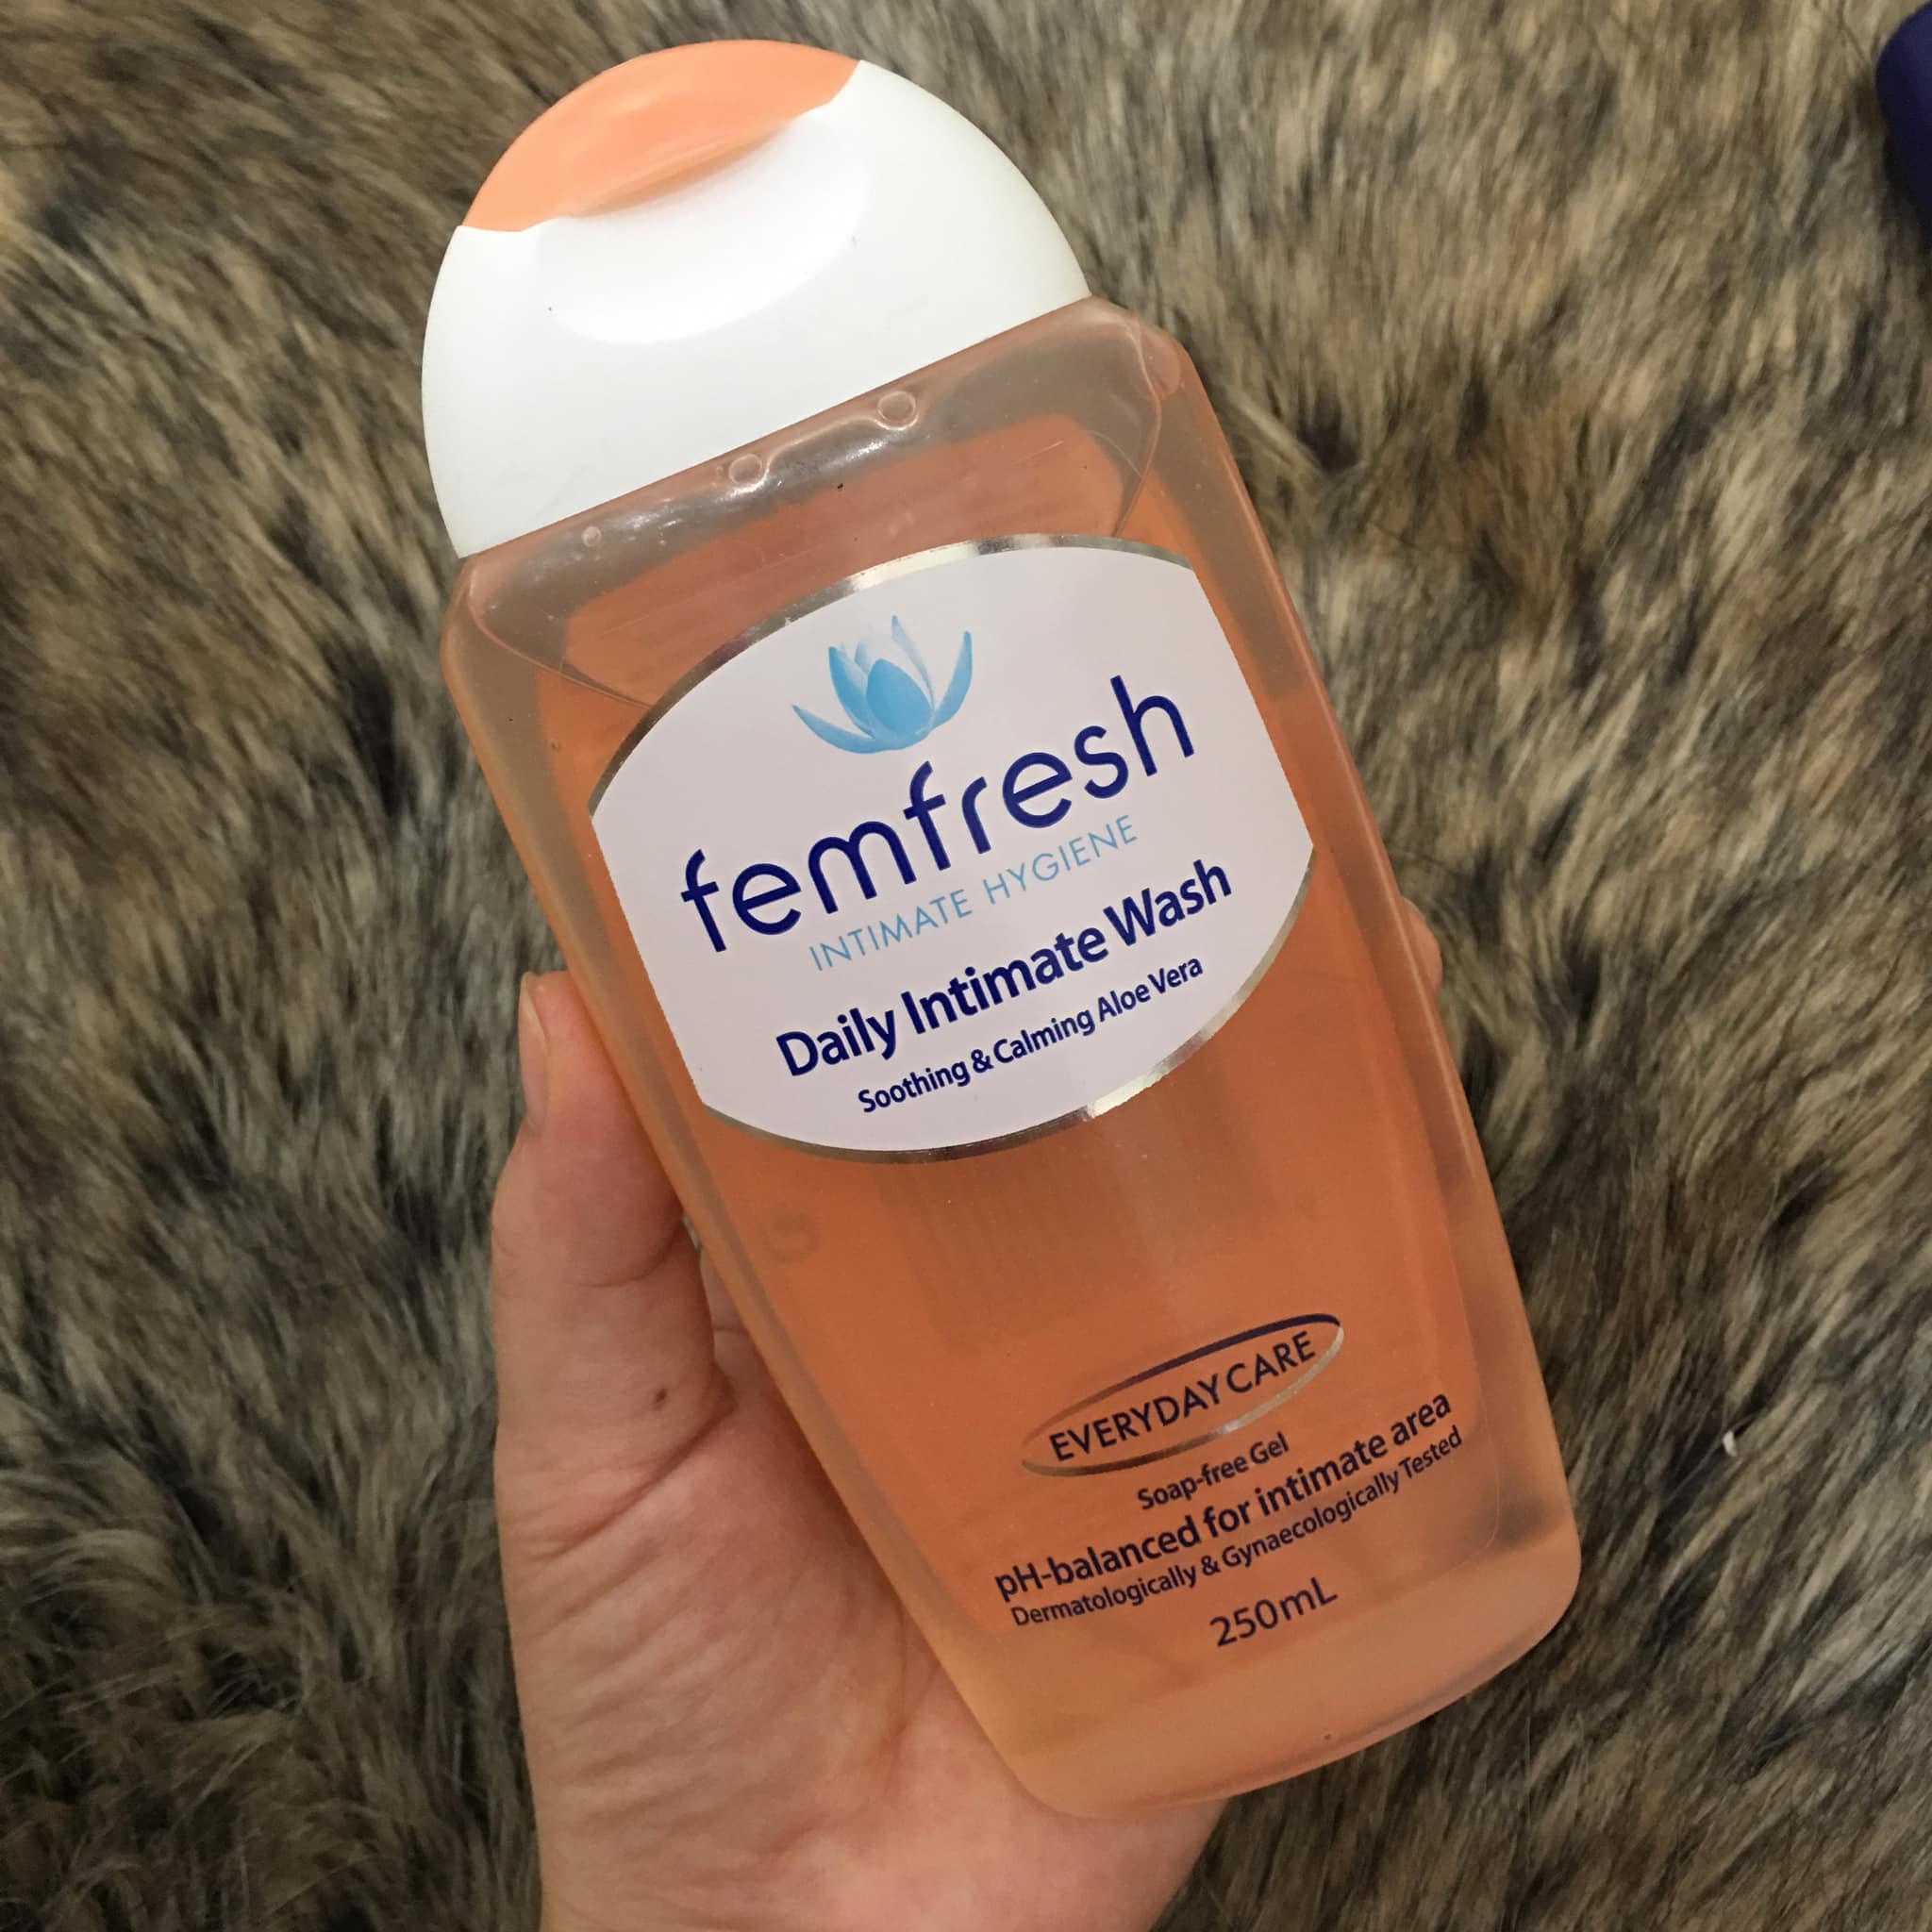 femfresh
INTIMATE HYGIENE
Daily Intimate Wash
Soothing & Calming Aloe Vera
EVERYDAY CARE
Soap-free Gel
pH-balanced for intimate area
Dermatologically & Gynaecologically Tested
250mL